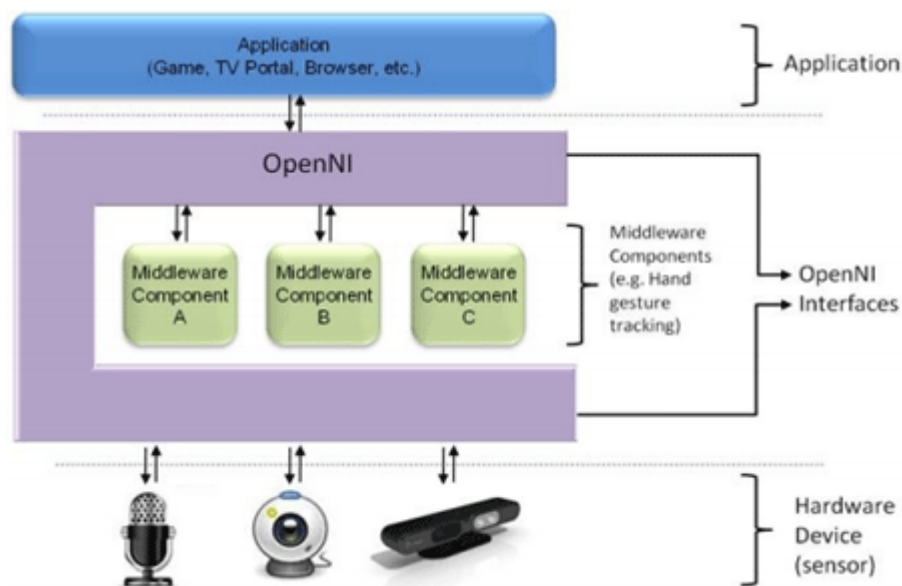 Application
(Game, TV Portal, Browser, etc.)
Application
OpenNI
Middleware
Component
A
Middleware
Component
B
Middleware
Component
C
Middleware
Components
(e.g. Hand
gesture
tracking)
OpenNI
Interfaces
Hardware
Device
(sensor)